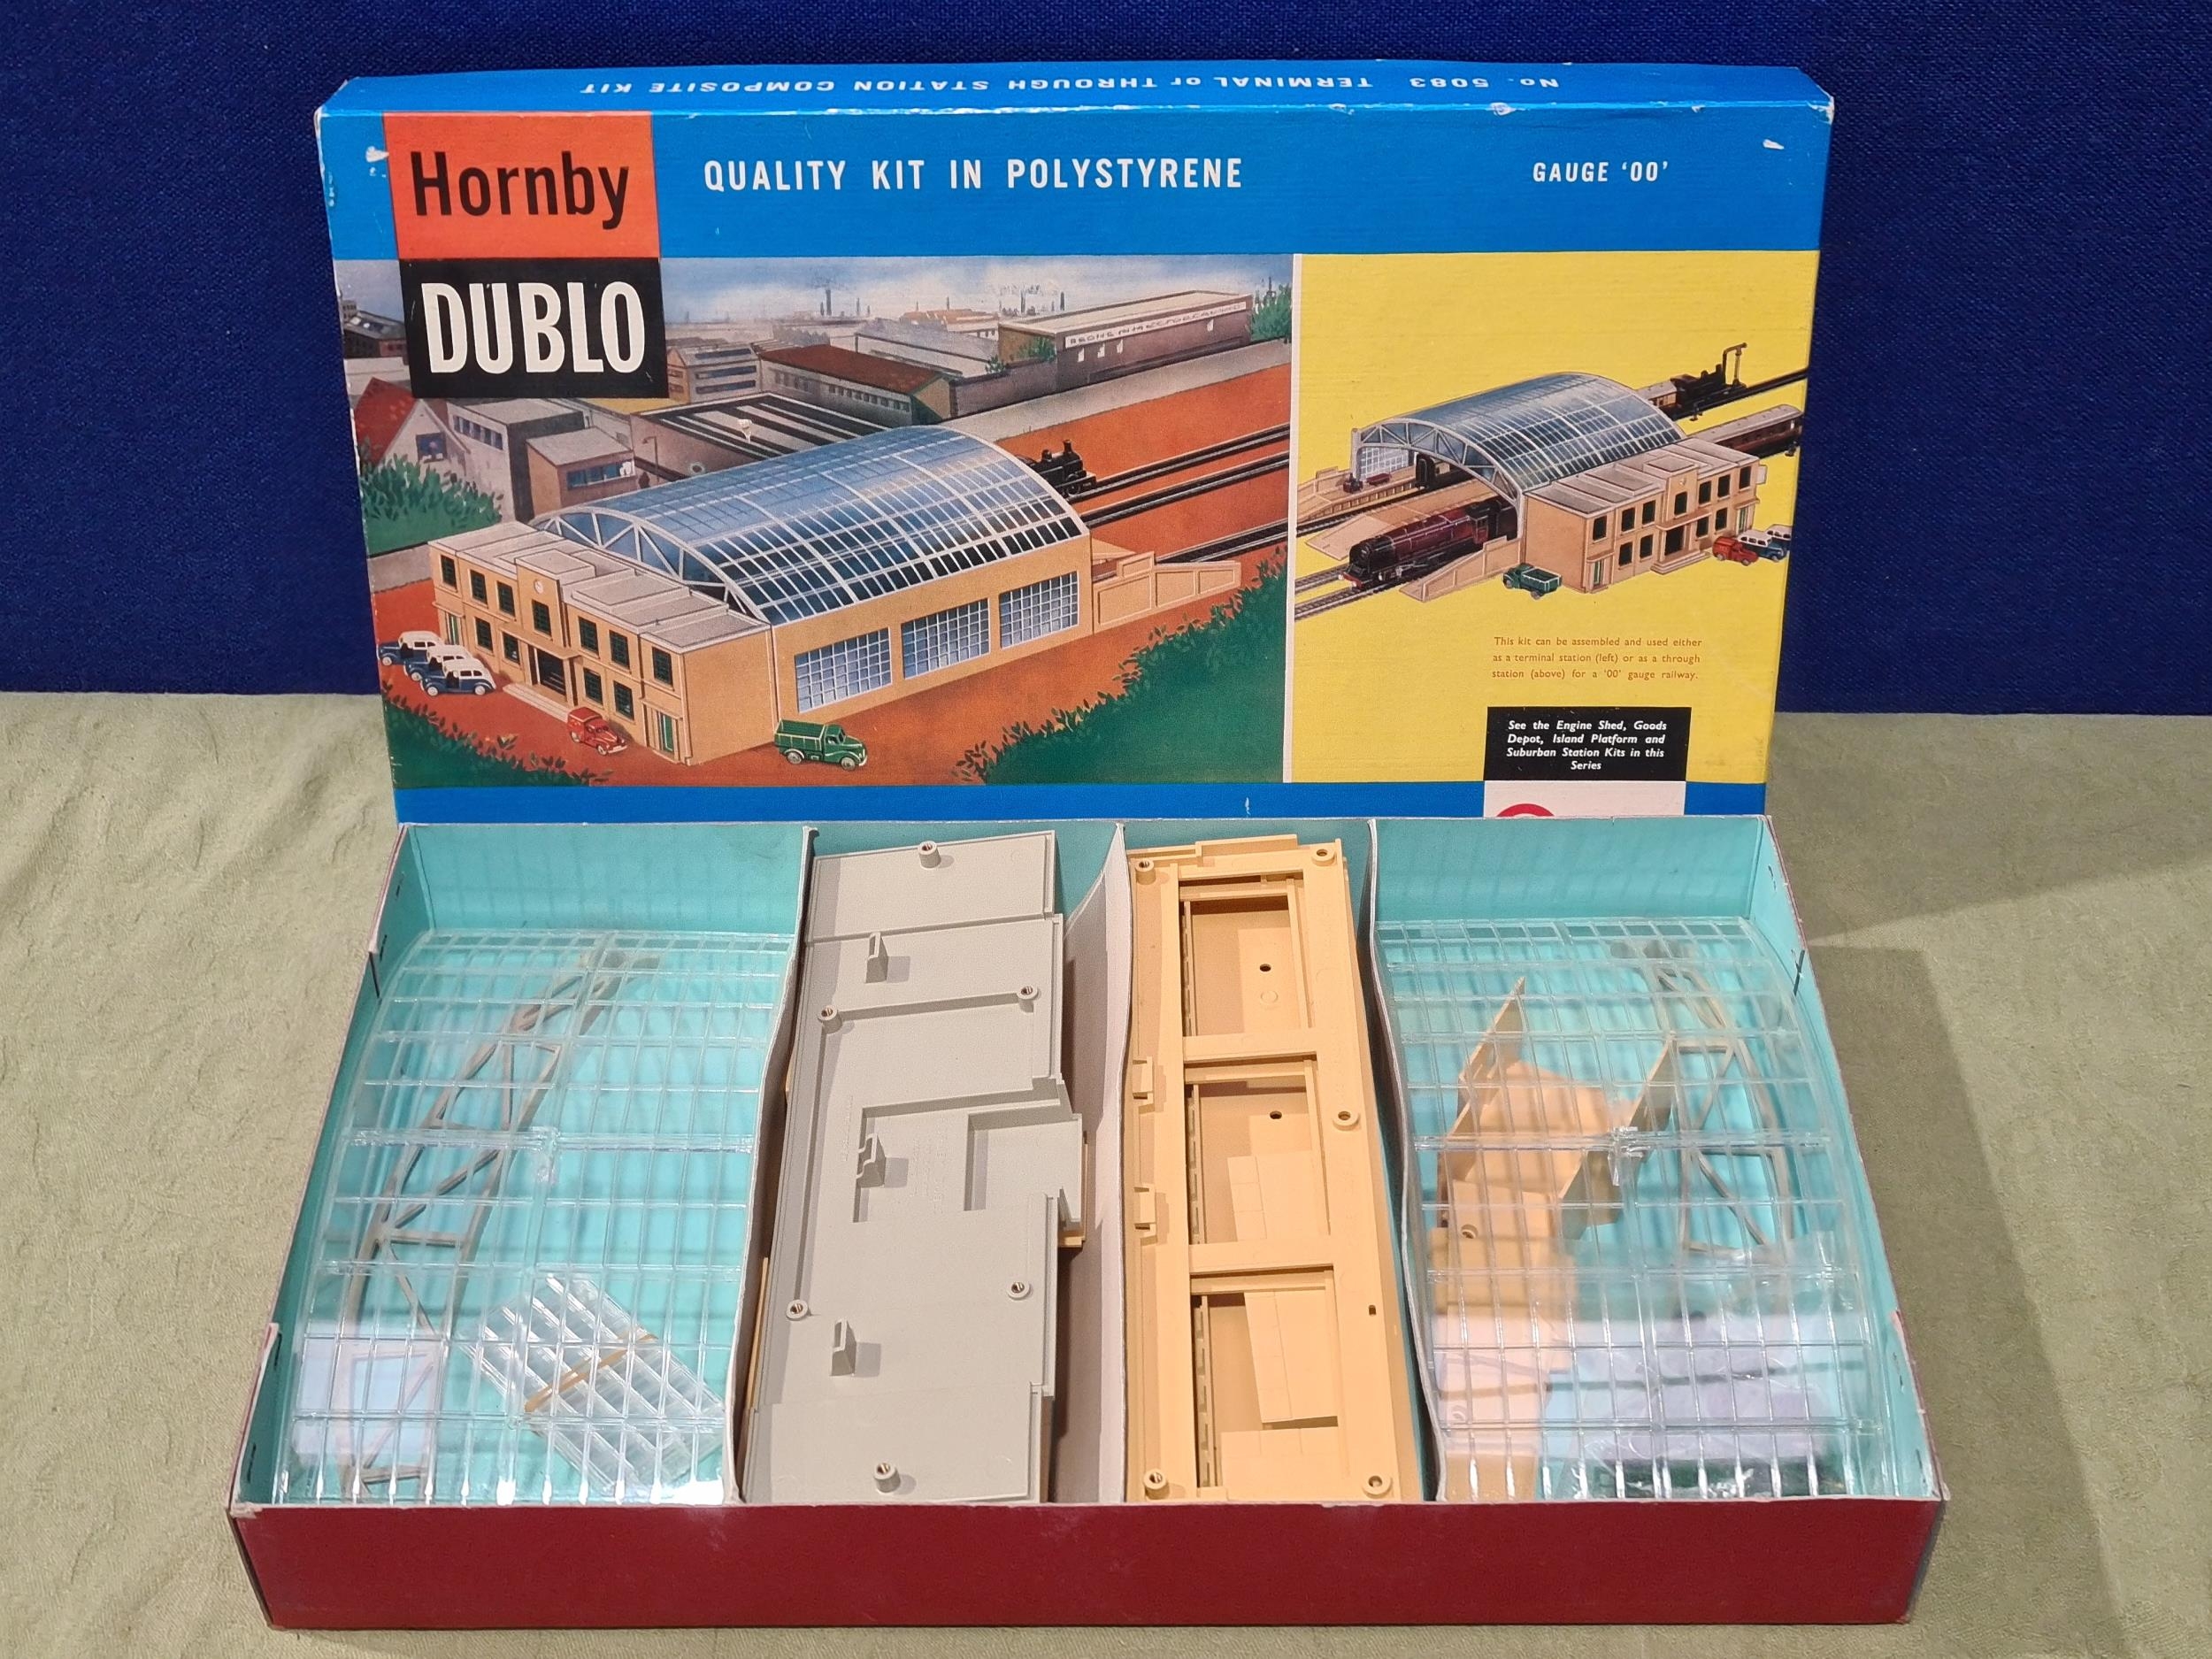 No. 5083 TERMINAL or THROUGH STATION COMPOSITE KIT
Hornby
DUBLO
QUALITY KIT IN POLYSTYRENE
GAUGE ‘OO’
This kit can be assembled and used either
as a terminal station (left) or as a through
station (above) for a ‘OO’ gauge railway.
See the Engine Shed, Goods
Depot, Island Platform and
Suburban Station Kits in this
Series